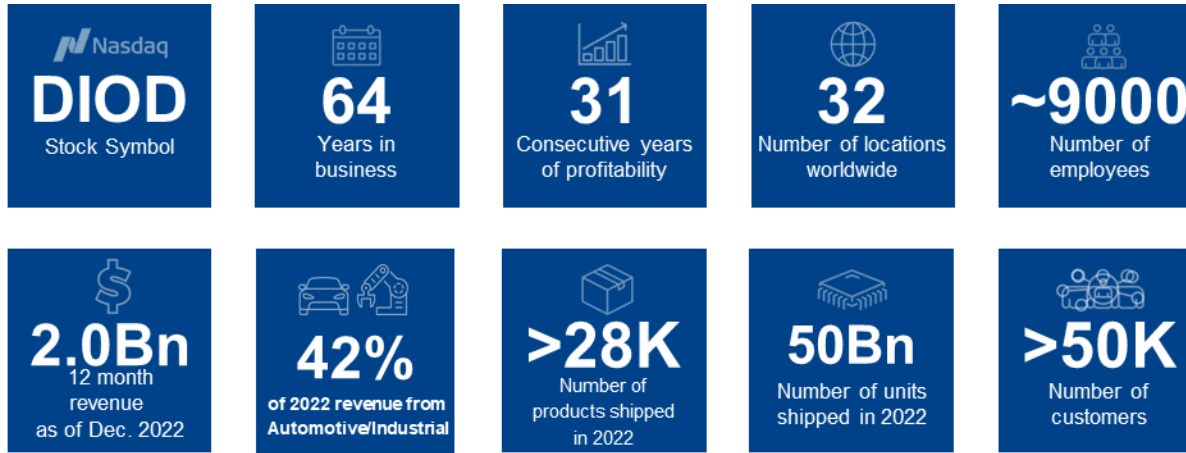 Nasdaq
DIOD
Stock Symbol
64
Years in
business
31
Consecutive years
of profitability
32
Number of locations
worldwide
~9000
Number of
employees
2.0Bn
12 month
revenue
as of Dec. 2022
42%
of 2022 revenue from
Automotive/Industrial
>28K
Number of
products shipped
in 2022
50Bn
Number of units
shipped in 2022
>50K
Number of
customers